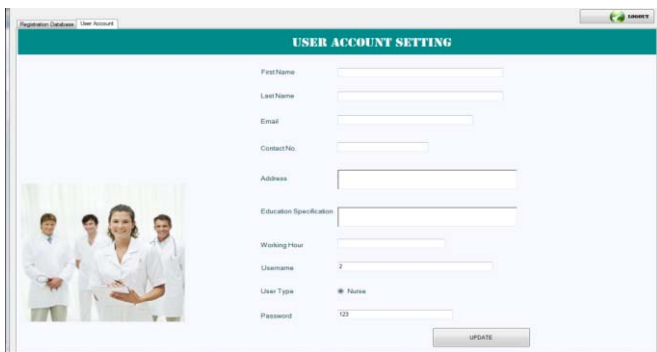 LOGOUT
Registration Database User Account
USER ACCOUNT SETTING
First Name
Last Name
Email
Contact No.
Address
Education Specification
Working Hour
Username 2
User Type Nurse
Password 123
UPDATE